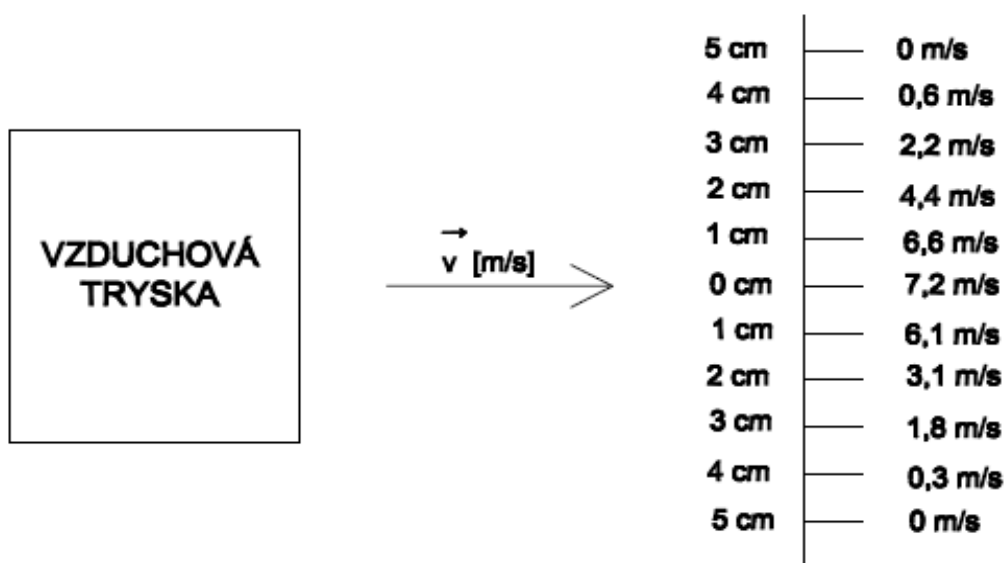 VZDUCHOVÁ
TRYSKA
v [m/s]
5 cm 0 m/s
4 cm 0,6 m/s
3 cm 2,2 m/s
2 cm 4,4 m/s
1 cm 6,6 m/s
0 cm 7,2 m/s
1 cm 6,1 m/s
2 cm 3,1 m/s
3 cm 1,8 m/s
4 cm 0,3 m/s
5 cm 0 m/s